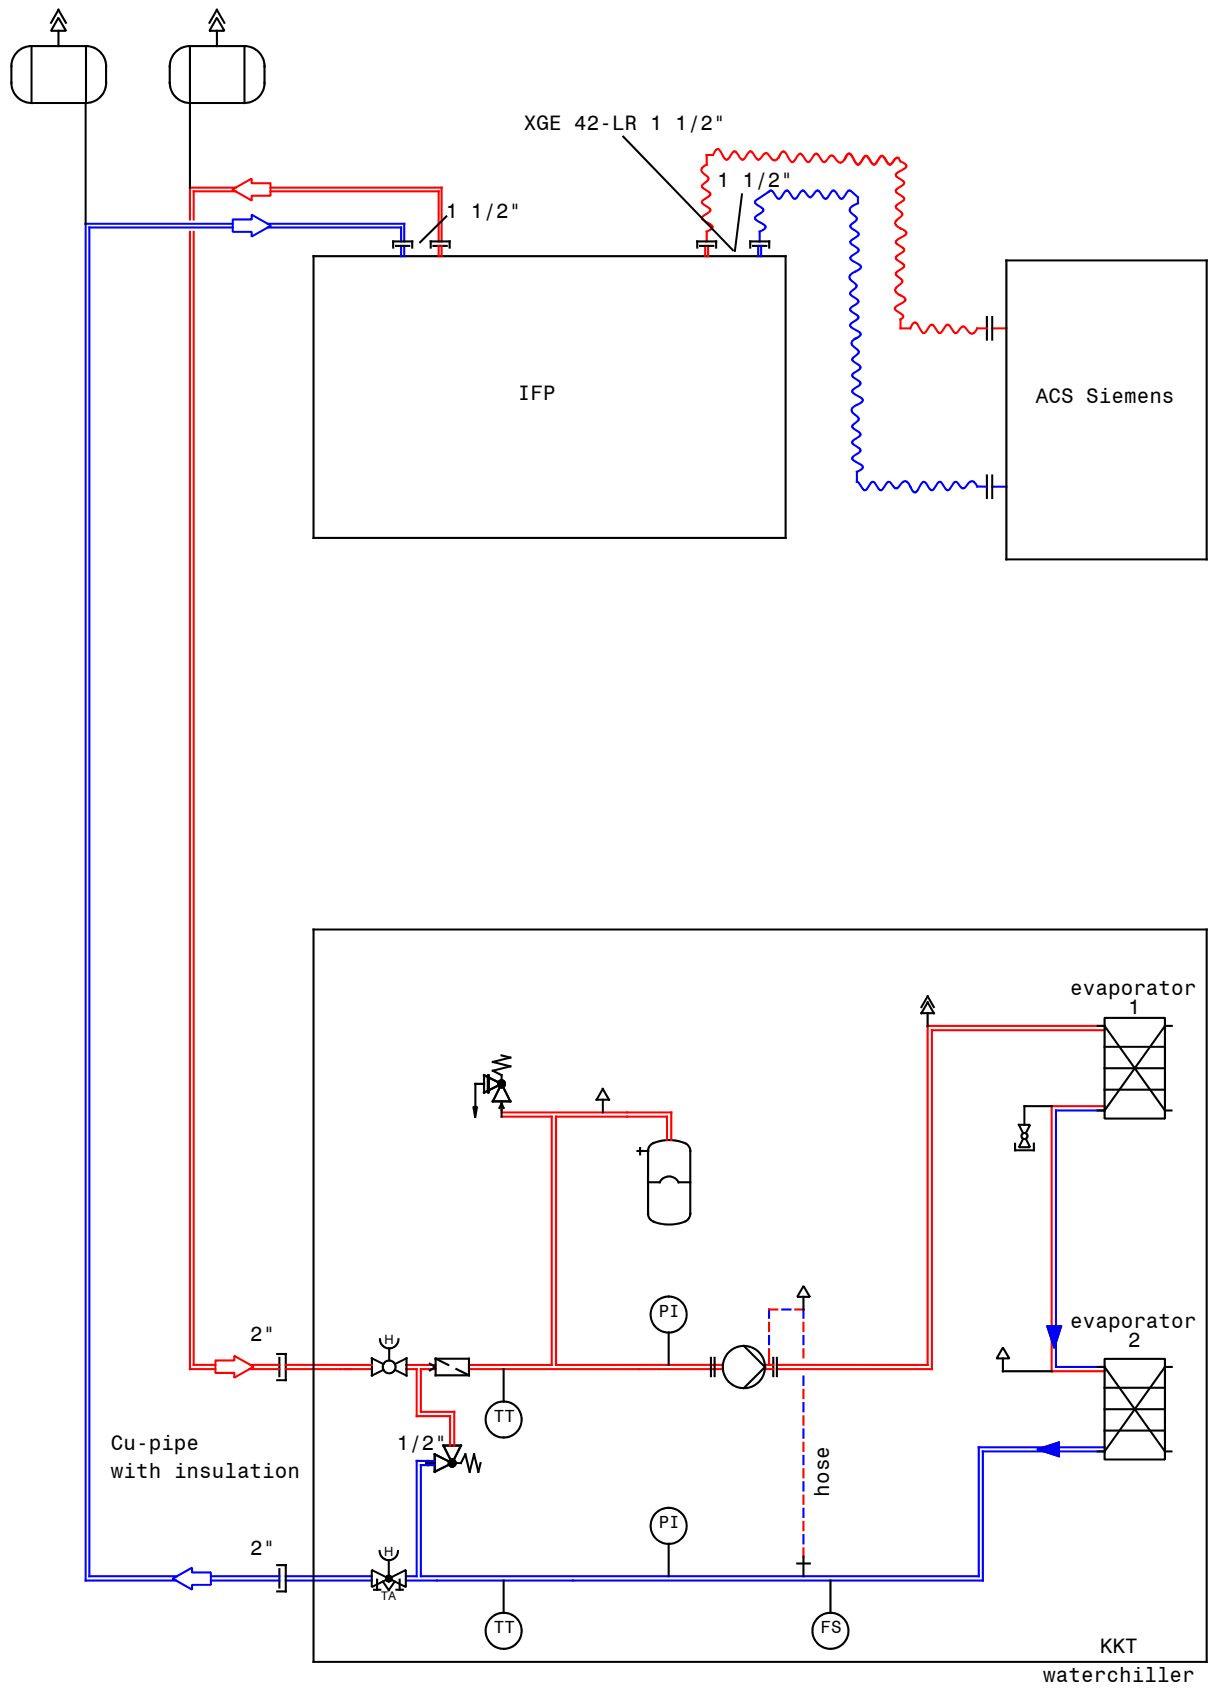 XGE 42-LR 1 1/2"
1 1/2"
1 1/2"
IFP
ACS Siemens
evaporator
1
PI
evaporator
2
2"
H
TT
1/2"
Cu-pipe
with insulation
hose
PI
2"
H
TA
TT
FS
KKT
waterchiller